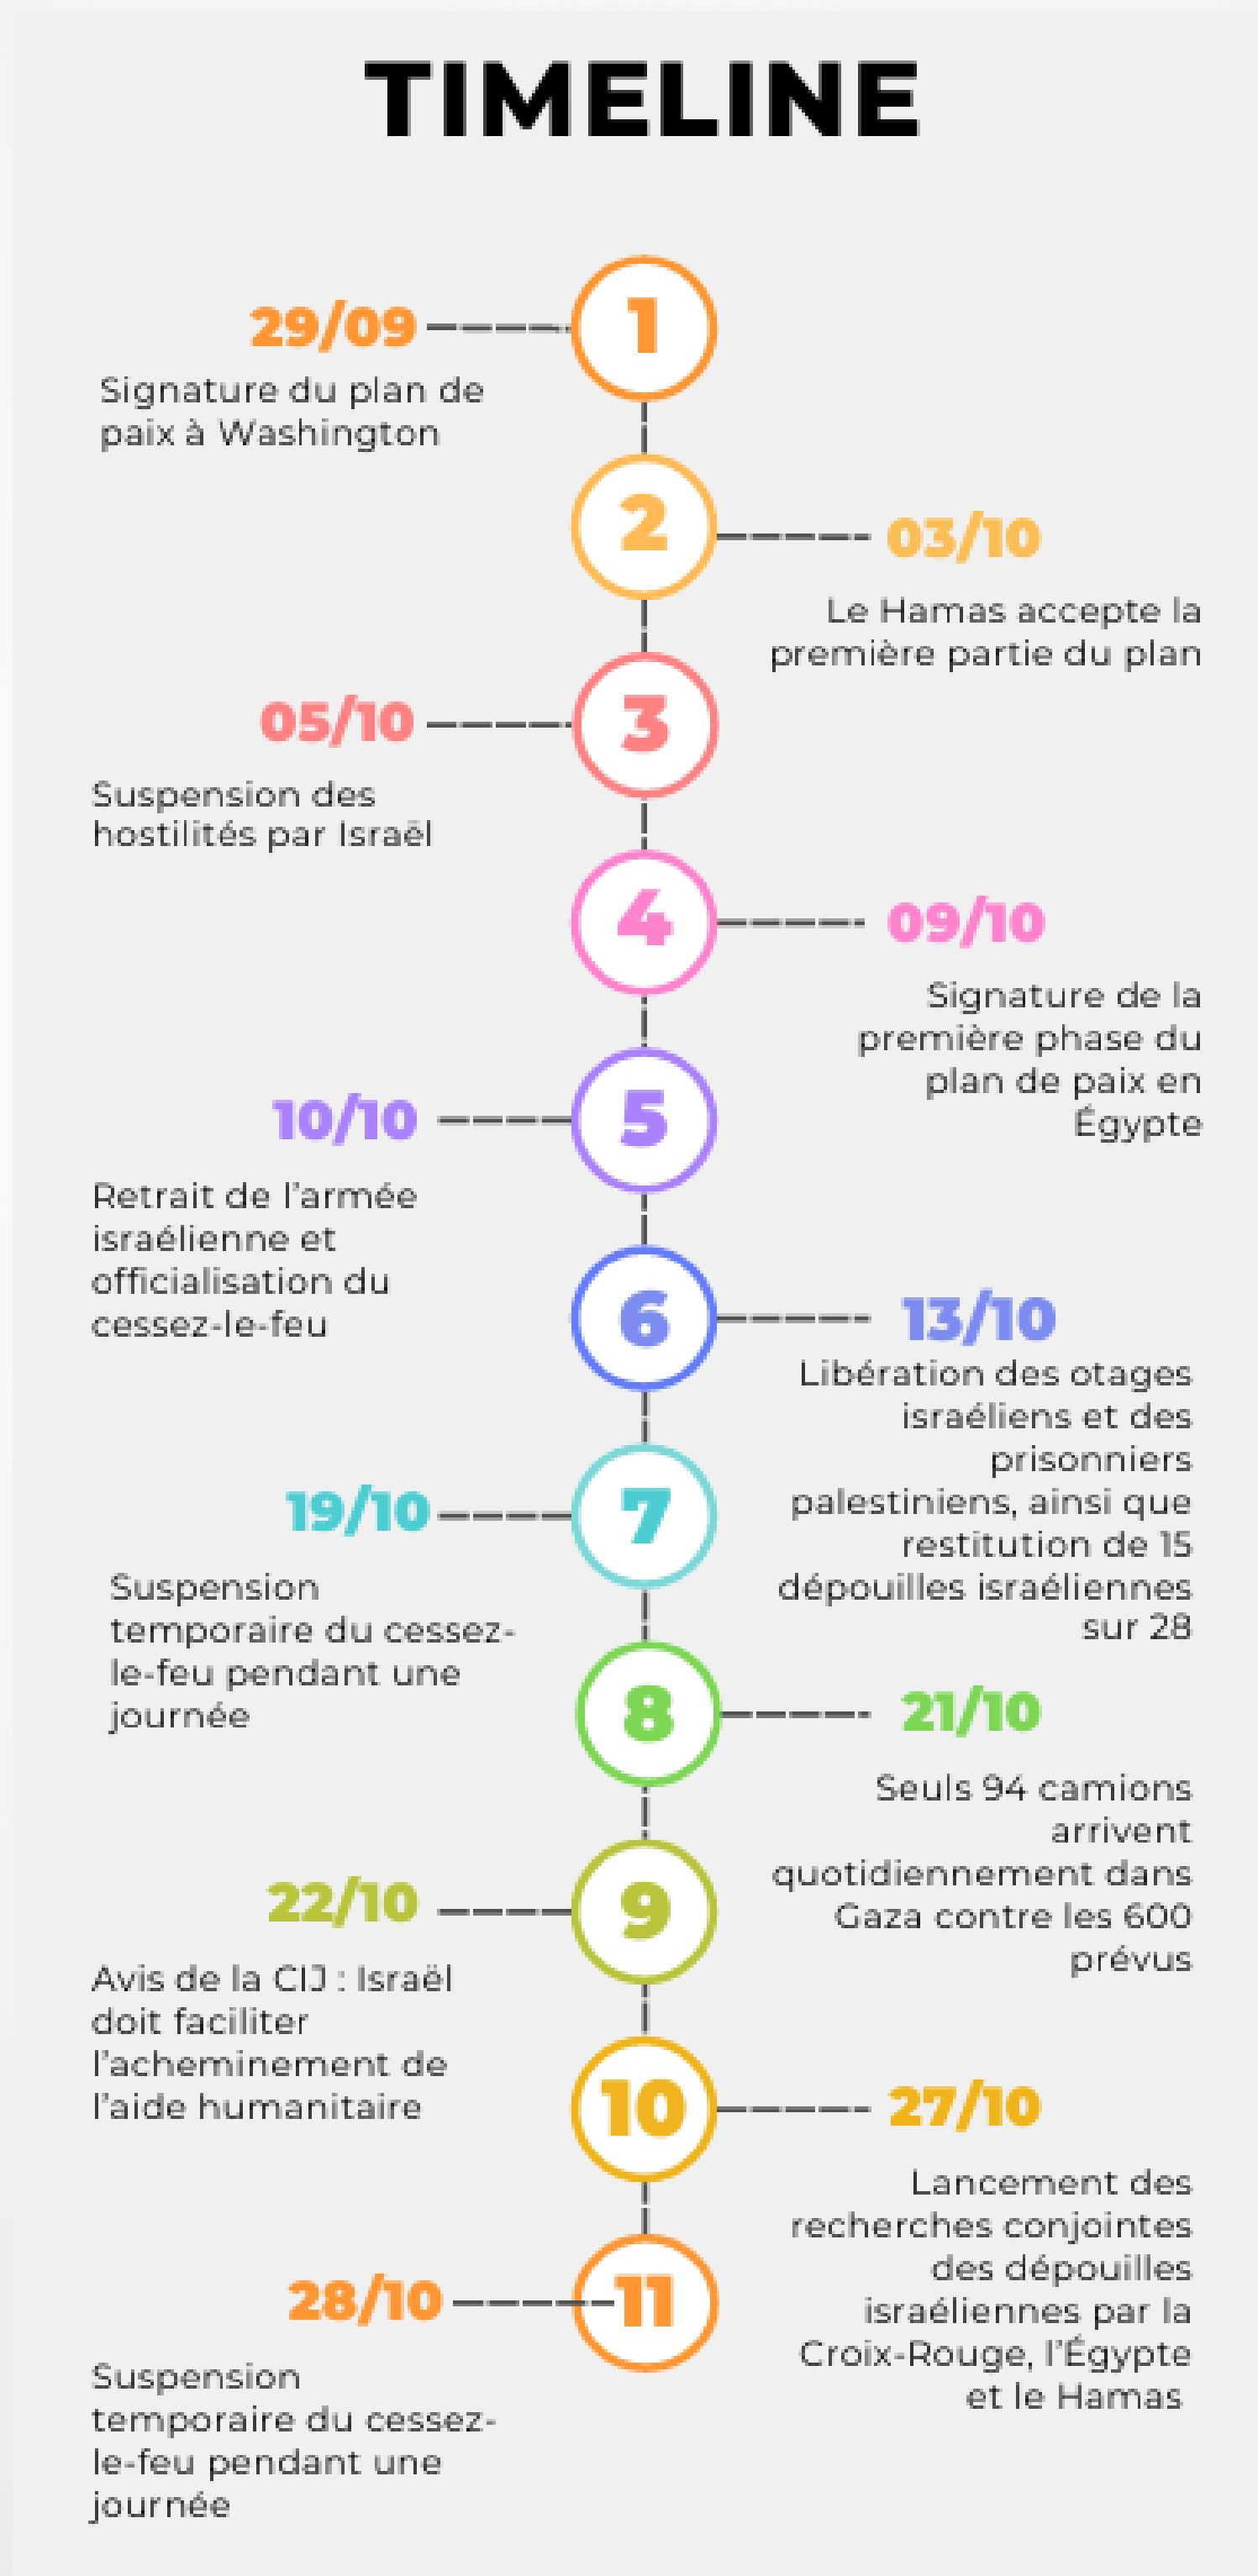 TIMELINE
1
29/09
Signature du plan de
paix à Washington
2
03/10
Le Hamas accepte la
première partie du plan
3
05/10
Suspension des
hostilités par Israël
4
09/10
Signature de la
première phase du
plan de paix en
Égypte
5
10/10
Retrait de l'armée
israélienne et
officialisation du
cessez-le-feu
6
13/10
Libération des otages
israéliens et des
prisonniers
palestiniens, ainsi que
restitution de 15
dépouilles israéliennes
sur 28
7
19/10
Suspension
temporaire du cessez-
le-feu pendant une
journée
8
21/10
Seuls 94 camions
arrivent
quotidiennement dans
Gaza contre les 600
prévus
9
22/10
Avis de la CIJ : Israël
doit faciliter
l'acheminement de
l'aide humanitaire
10
27/10
Lancement des
recherches conjointes
des dépouilles
israéliennes par la
Croix-Rouge, l'Égypte
et le Hamas
11
28/10
Suspension
temporaire du cessez-
le-feu pendant une
journée